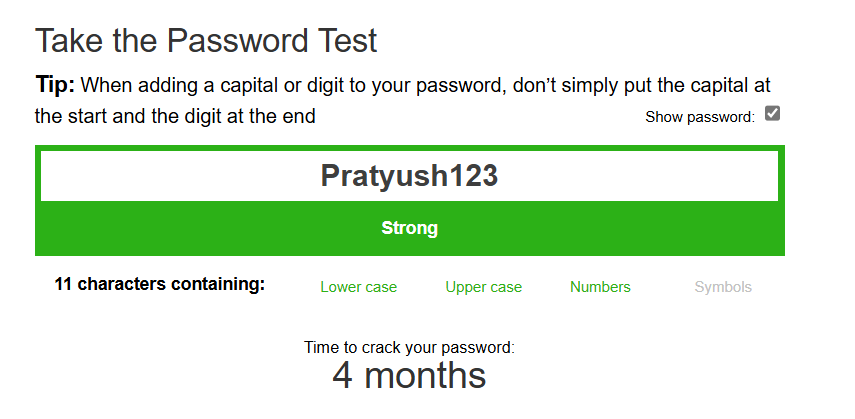 Take the Password Test
Tip: When adding a capital or digit to your password, don’t simply put the capital at
the start and the digit at the end
Show password:
Pratyush123
Strong
11 characters containing:
Lower case
Upper case
Numbers
Symbols
Time to crack your password:
4 months